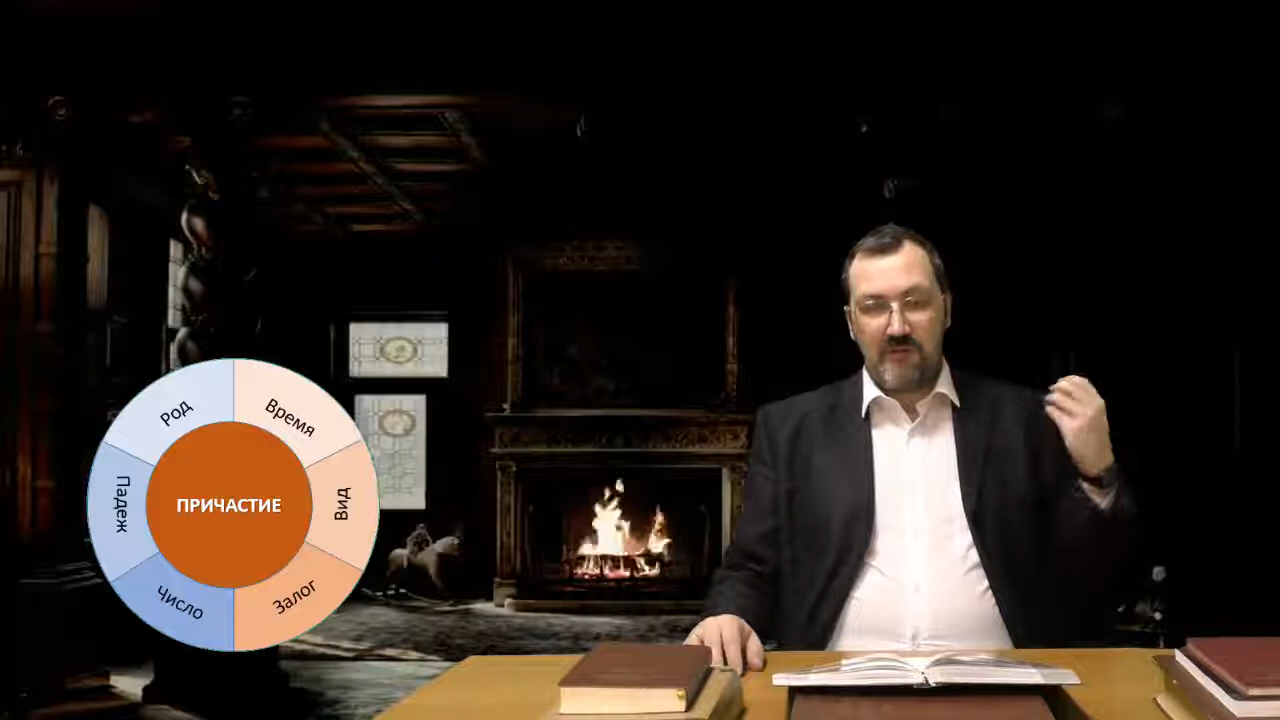 Род
Время
Падеж
ПРИЧАСТИЕ
Вид
Число
Залог